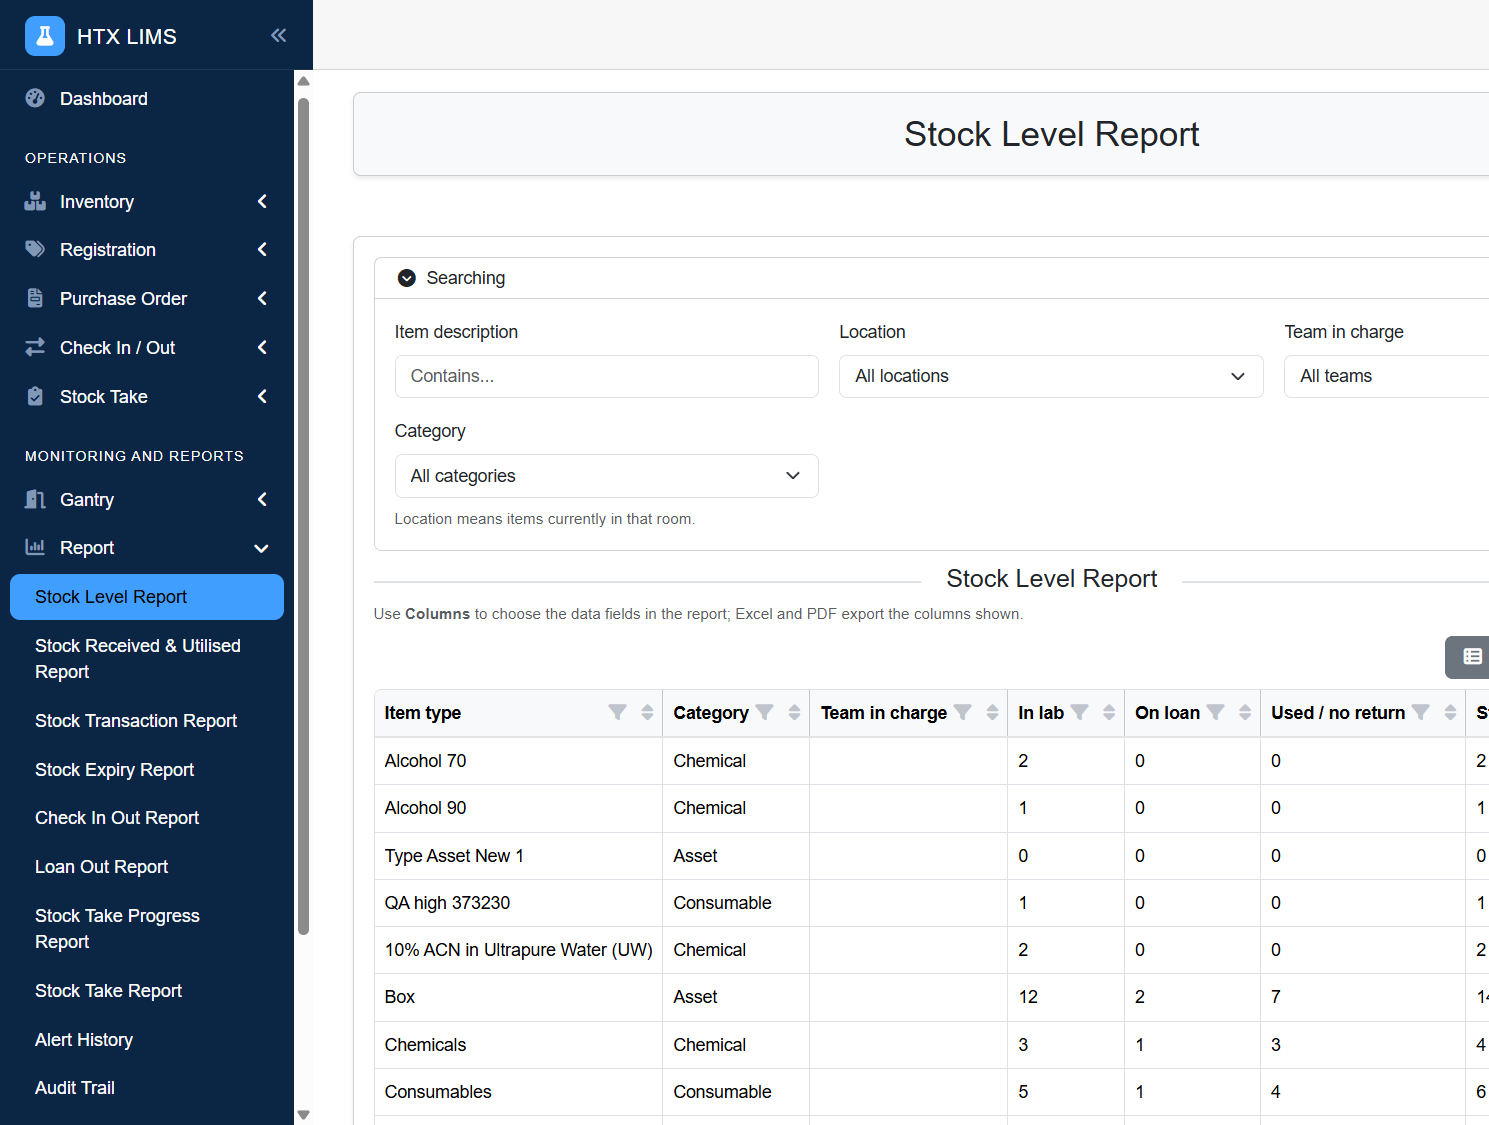 HTX LIMS
Dashboard
OPERATIONS
Inventory
Registration
Purchase Order
Check In / Out
Stock Take
MONITORING AND REPORTS
Gantry
Report
Stock Level Report
Stock Received & Utilised
Report
Stock Transaction Report
Stock Expiry Report
Check In Out Report
Loan Out Report
Stock Take Progress
Report
Stock Take Report
Alert History
Audit Trail
Stock Level Report
Searching
Item description Location Team in charge
Contains... All locations All teams
Category
All categories
Location means items currently in that room.
Stock Level Report
Use Columns to choose the data fields in the report; Excel and PDF export the columns shown.
Item type Category Team in charge In lab On loan Used / no return
Alcohol 70 Chemical 2 0 0 2
Alcohol 90 Chemical 1 0 0 1
Type Asset New 1 Asset 0 0 0 0
QA high 373230 Consumable 1 0 0 1
10% ACN in Ultrapure Water (UW) Chemical 2 0 0 2
Box Asset 12 2 7
Chemicals Chemical 3 1 3 4
Consumables Consumable 5 1 4 6